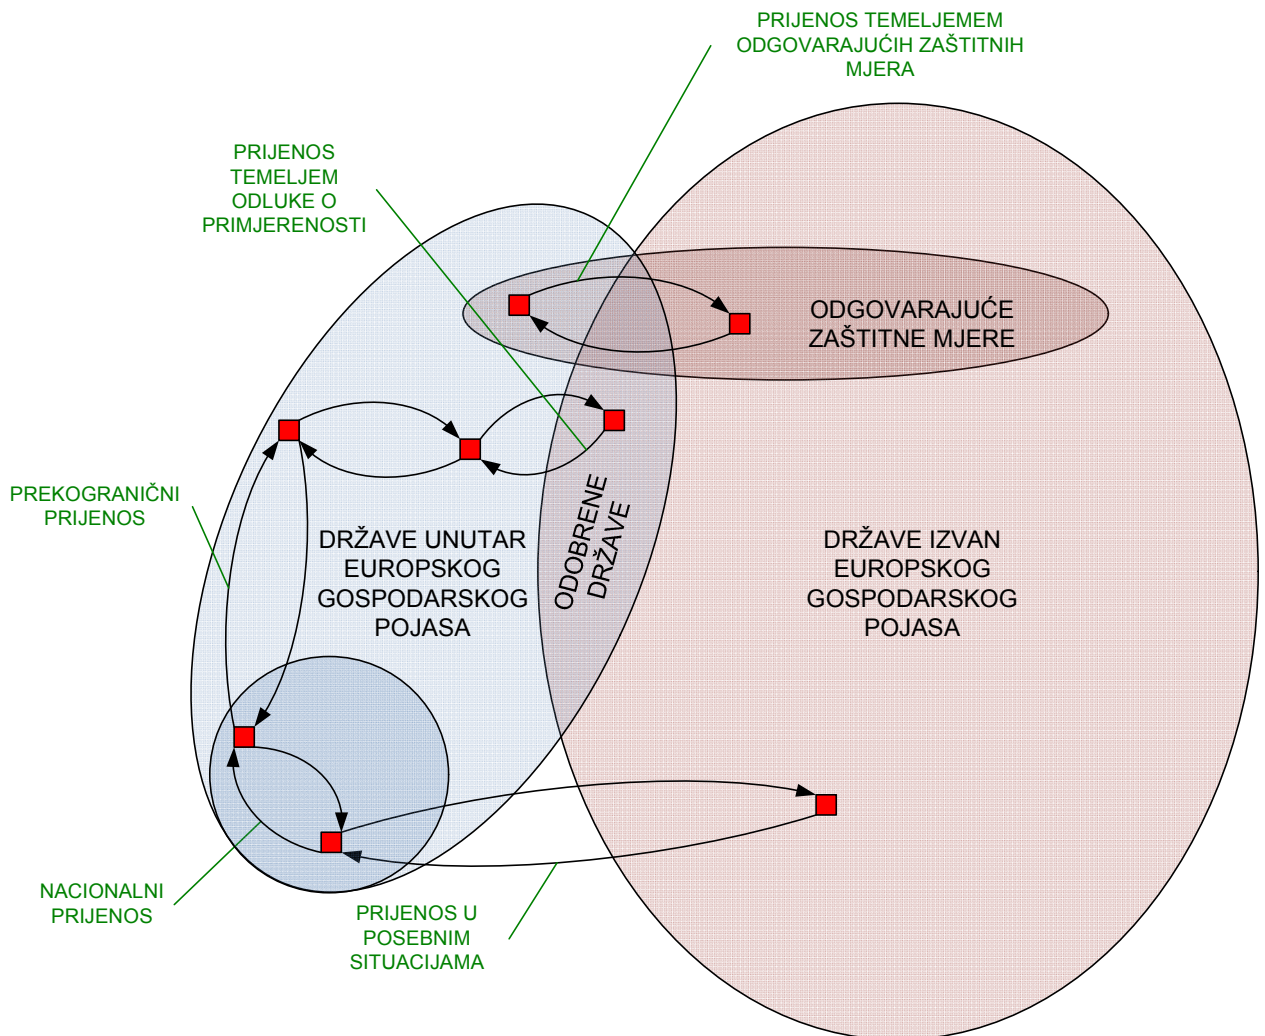 PRIJENOS TEMELJEMEM
ODGOVARAJUĆIH ZAŠTITNIH
MJERA
PRIJENOS
TEMELJEM
ODLUKE O
PRIMJERENOSTI
ODGOVARAJUĆE
ZAŠTITNE MJERE
PREKOGRANIČNI
PRIJENOS
DRŽAVE UNUTAR
EUROPSKOG
GOSPODARSKOG
POJASA
ODOBRENE
DRŽAVE
DRŽAVE IZVAN
EUROPSKOG
GOSPODARSKOG
POJASA
NACIONALNI
PRIJENOS
PRIJENOS U
POSEBNIM
SITUACIJAMA